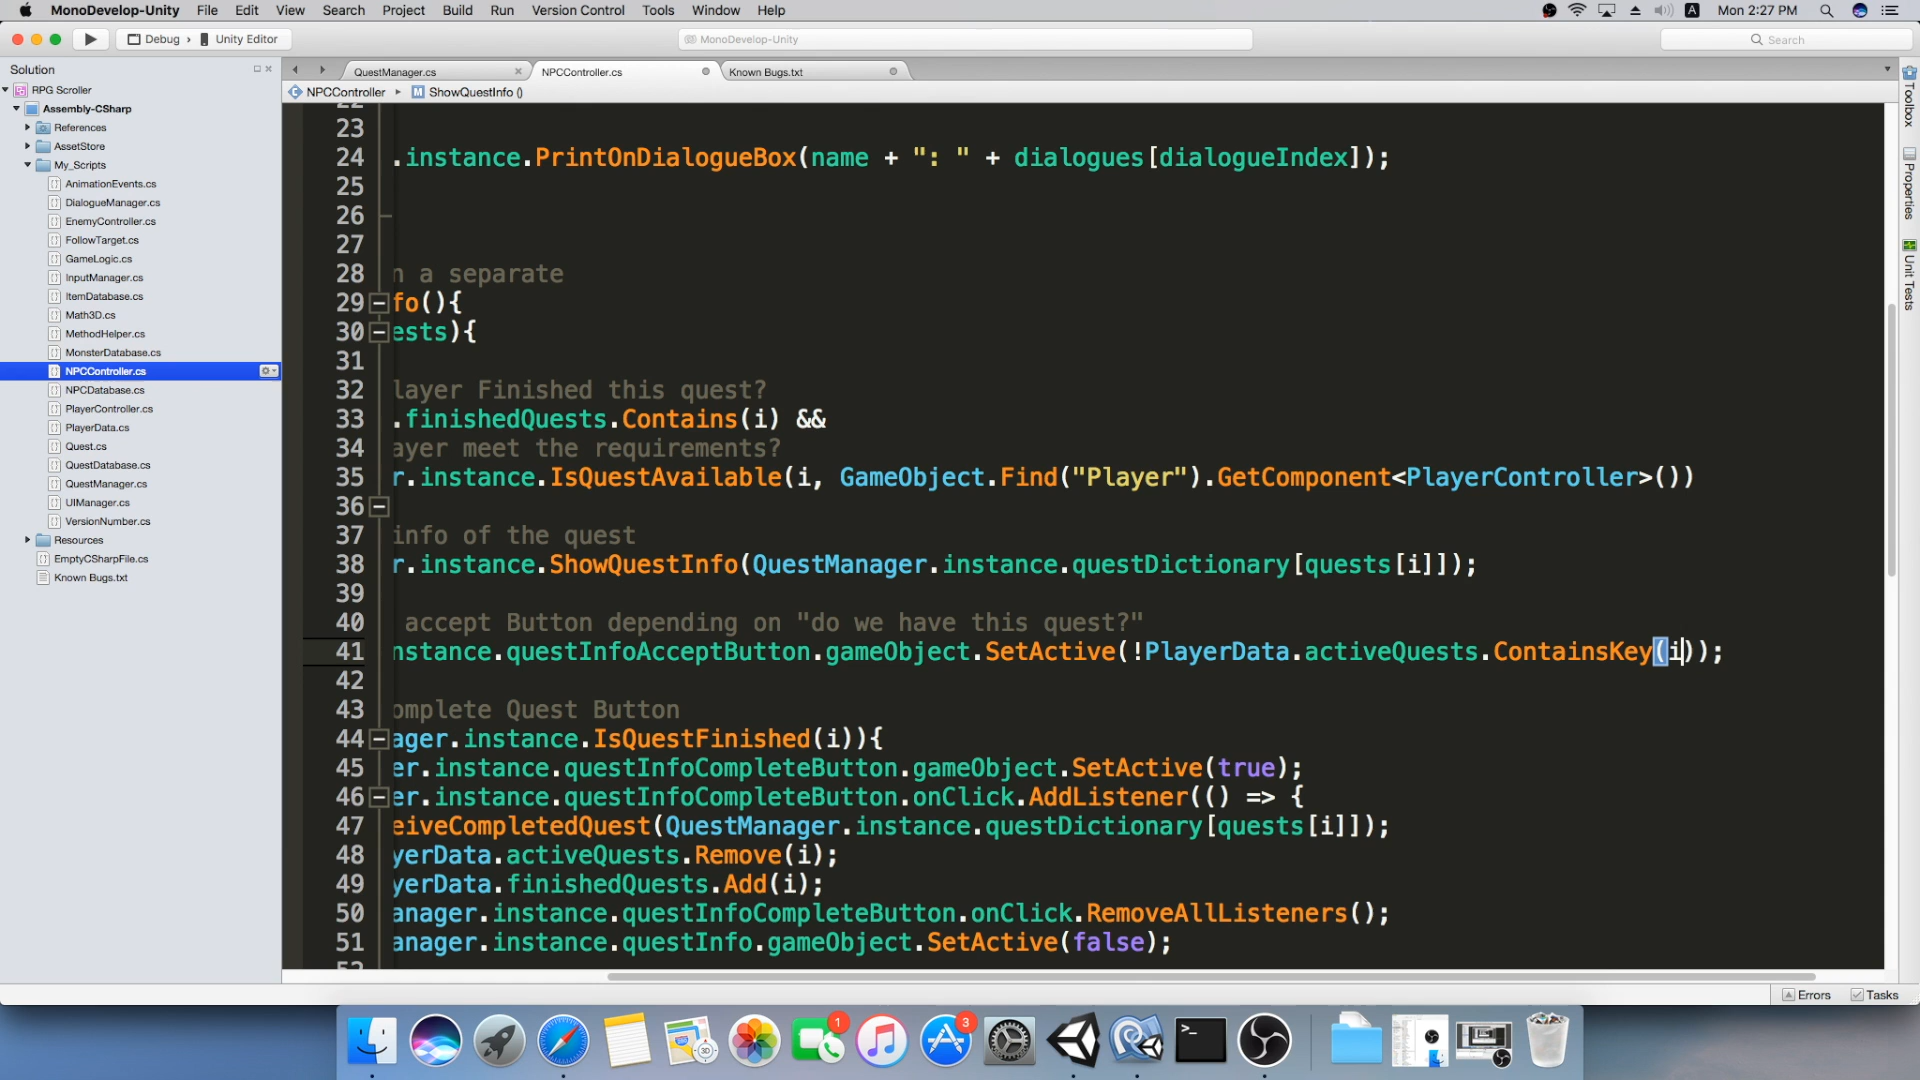 MonoDevelop-Unity File Edit View Search Project Build Run Version Control Tools Window Help
A Mon 2:27 PM
Debug › Unity Editor
MonoDevelop-Unity
Search
Solution
RPG Scroller
Assembly-CSharp
References
AssetStore
My_Scripts
AnimationEvents.cs
DialogueManager.cs
EnemyController.cs
FollowTarget.cs
GameLogic.cs
InputManager.cs
ItemDatabase.cs
Math3D.cs
MethodHelper.cs
MonsterDatabase.cs
NPCController.cs
NPCDatabase.cs
PlayerController.cs
PlayerData.cs
Quest.cs
QuestDatabase.cs
QuestManager.cs
UIManager.cs
VersionNumber.cs
Resources
EmptyCSharpFile.cs
Known Bugs.txt
QuestManager.cs
NPCController.cs
Known Bugs.txt
NPCController ▸ M ShowQuestInfo ()
22
23
24 .instance.PrintOnDialogueBox(name + ": " + dialogues[dialogueIndex]);
25
26
27
28 n a separate
29 fo(){
30 ests){
31
32 layer Finished this quest?
33 .finishedQuests.Contains(i) &&
34 ayer meet the requirements?
35 r.instance.IsQuestAvailable(i, GameObject.Find("Player").GetComponent<PlayerController>())
36
37 info of the quest
38 r.instance.ShowQuestInfo(QuestManager.instance.questDictionary[quests[i]]);
39
40 accept Button depending on "do we have this quest?"
41 nstance.questInfoAcceptButton.gameObject.SetActive(!PlayerData.activeQuests.ContainsKey(i));
42
43 omplete Quest Button
44 ager.instance.IsQuestFinished(i)){
45 er.instance.questInfoCompleteButton.gameObject.SetActive(true);
46 er.instance.questInfoCompleteButton.onClick.AddListener(() => {
47 eiveCompletedQuest(QuestManager.instance.questDictionary[quests[i]]);
48 yerData.activeQuests.Remove(i);
49 yerData.finishedQuests.Add(i);
50 anager.instance.questInfoCompleteButton.onClick.RemoveAllListeners();
51 anager.instance.questInfo.gameObject.SetActive(false);
52
Toolbox
Properties
Unit Tests
Errors
Tasks
1
3
3D